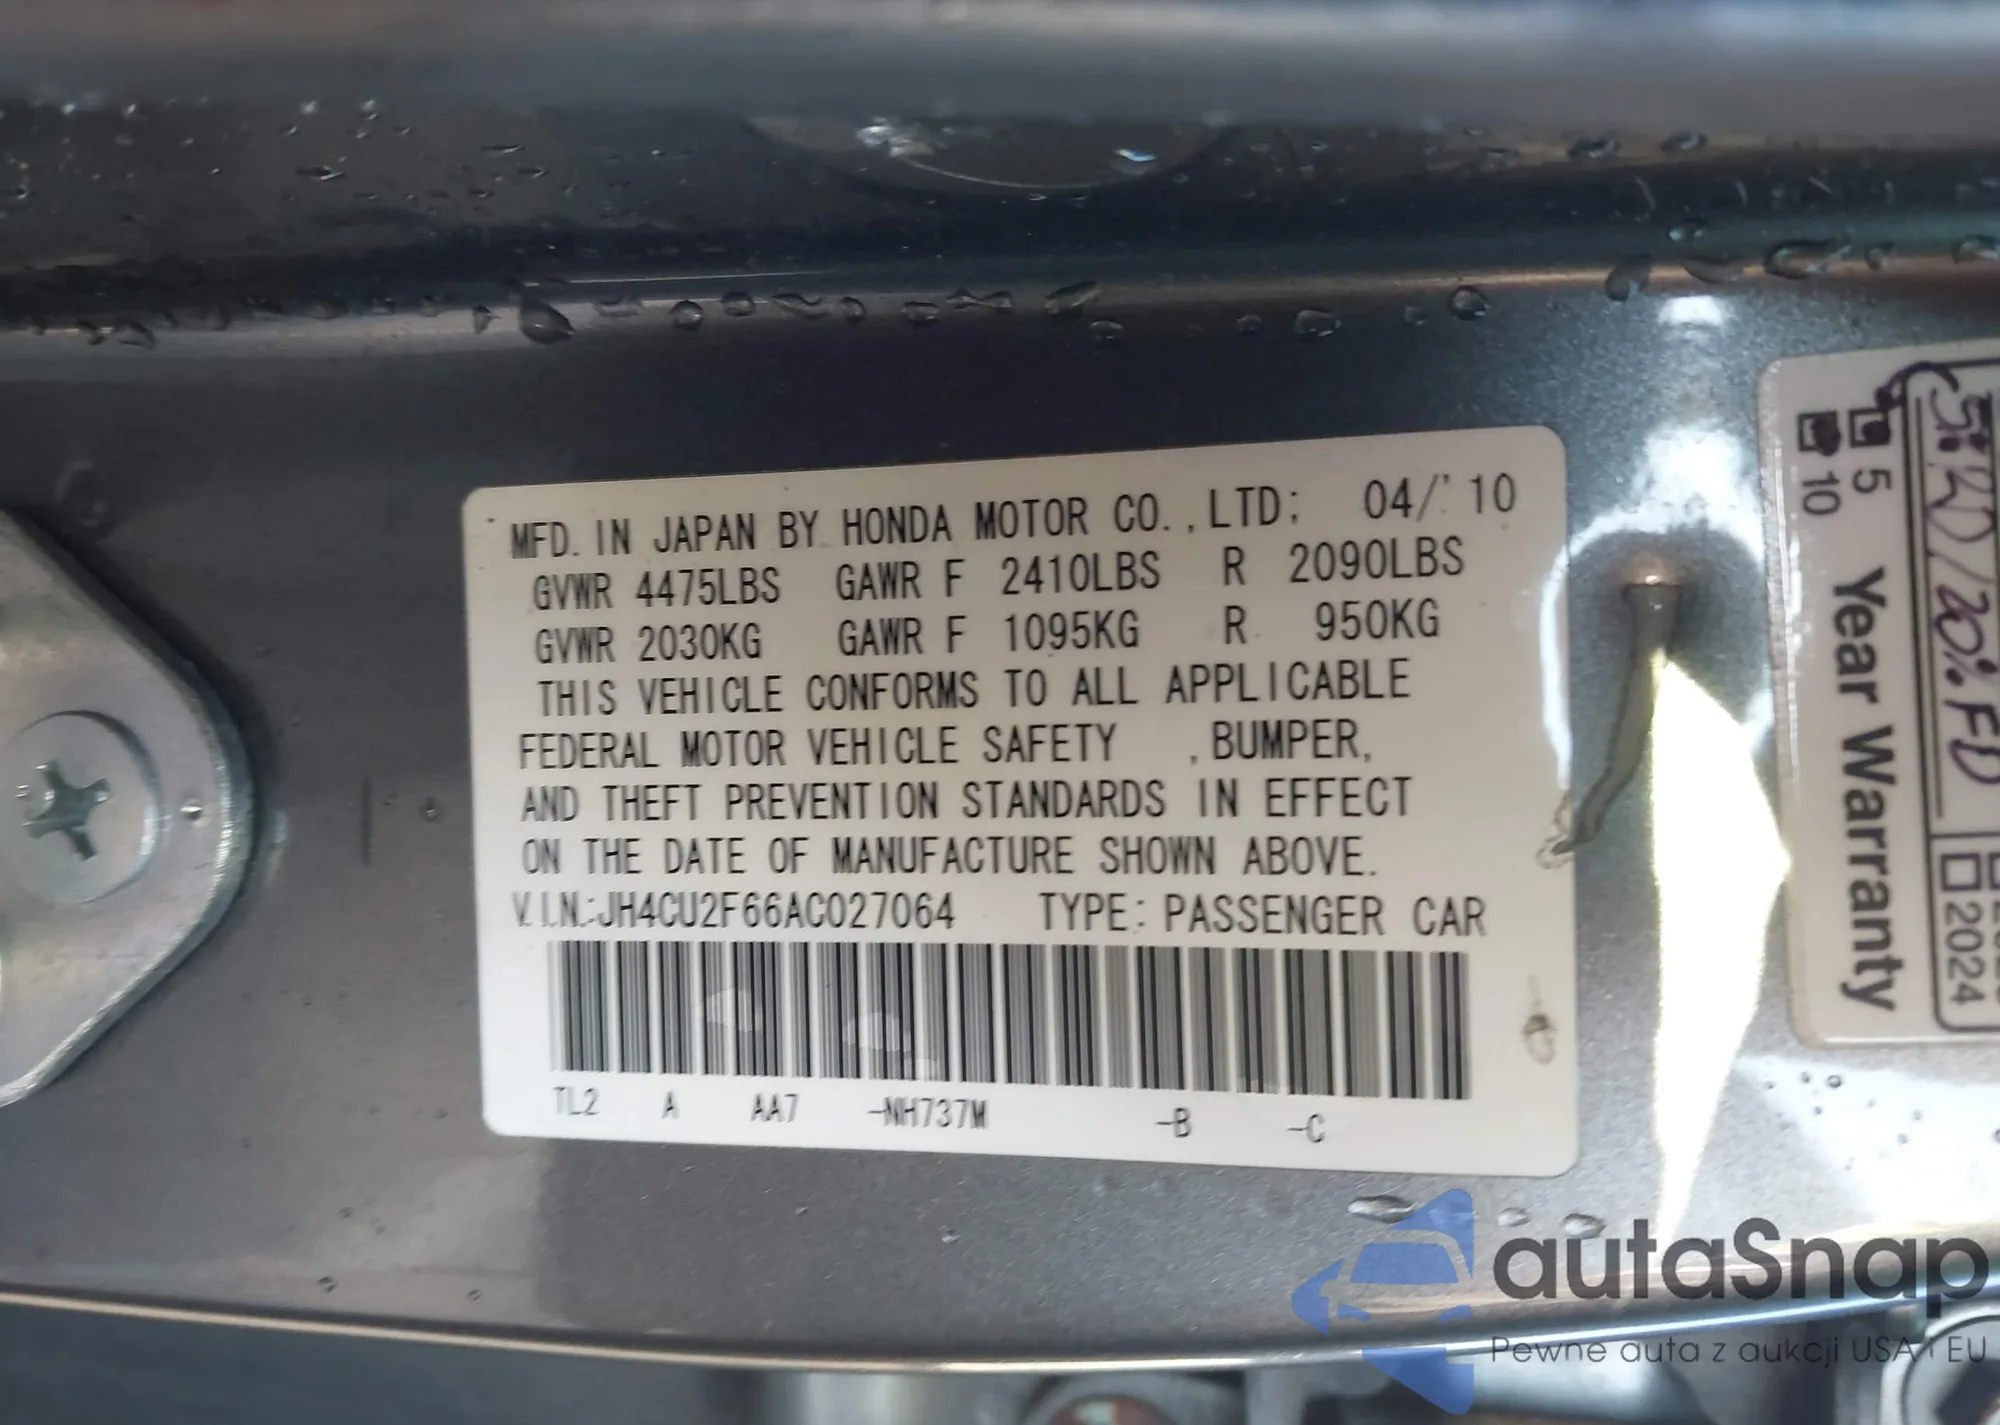 MFD. IN JAPAN BY HONDA MOTOR CO.,LTD; 04/'10
GVWR 4475LBS GAWR F 2410LBS R 2090LBS
GVWR 2030KG GAWR F 1095KG R 950KG
THIS VEHICLE CONFORMS TO ALL APPLICABLE
FEDERAL MOTOR VEHICLE SAFETY ,BUMPER,
AND THEFT PREVENTION STANDARDS IN EFFECT
ON THE DATE OF MANUFACTURE SHOWN ABOVE.
V.I.N.:JH4CU2F66AC027064 TYPE: PASSENGER CAR
TL2 A AA7 -NH737M -B -C
5
10
Year Warranty
2024
autaSnap
Pewne auta z aukcji USA i EU